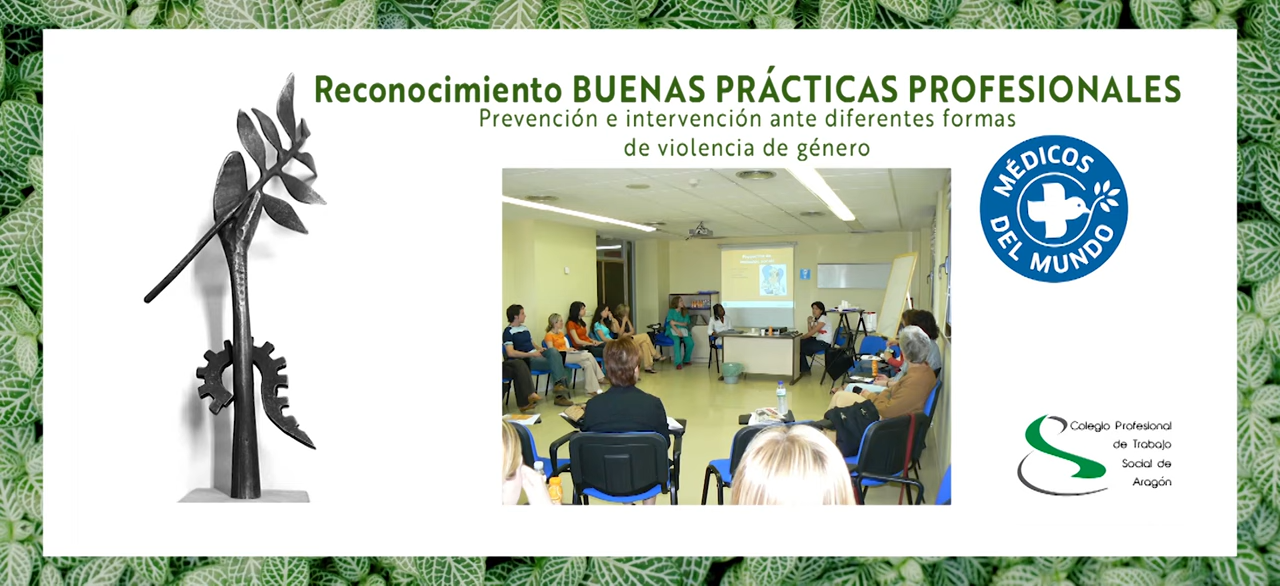 Reconocimiento BUENAS PRÁCTICAS PROFESIONALES
Prevención e intervención ante diferentes formas
de violencia de género
MÉDICOS
DEL MUNDO
Colegio Profesional
de Trabajo
Social de
Aragón